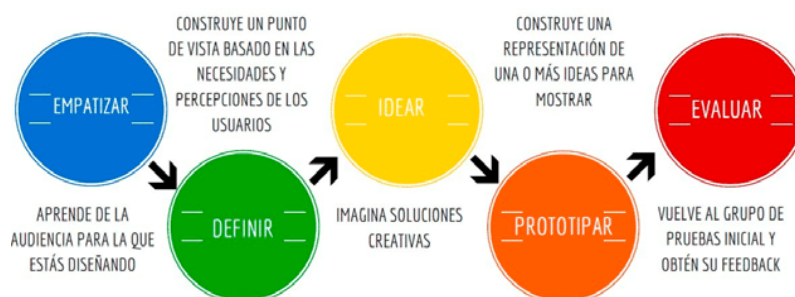 EMPATIZAR
APRENDE DE LA
AUDIENCIA PARA LA QUE
ESTÁS DISEÑANDO
CONSTRUYE UN PUNTO
DE VISTA BASADO EN LAS
NECESIDADES Y
PERCEPCIONES DE LOS
USUARIOS
DEFINIR
IDEAR
IMAGINA SOLUCIONES
CREATIVAS
CONSTRUYE UNA
REPRESENTACIÓN DE
UNA O MÁS IDEAS PARA
MOSTRAR
PROTOTIPAR
EVALUAR
VUELVE AL GRUPO DE
PRUEBAS INICIAL Y
OBTÉN SU FEEDBACK